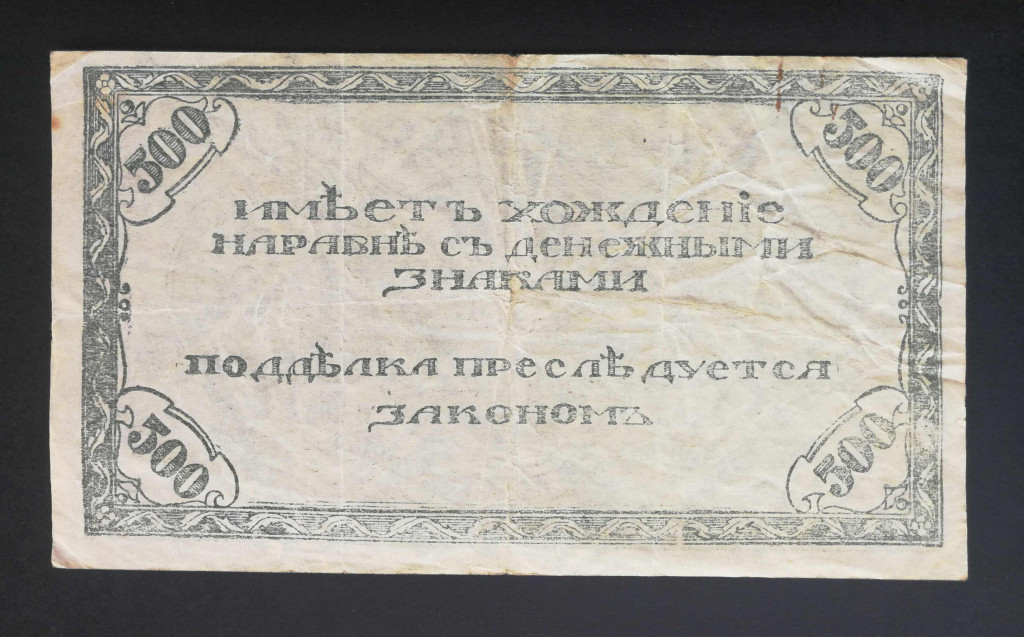 500 500
имѣетъ хожденіе
наравнѣ съ денежными
знаками
поддѣлка преслѣдуется
закономъ
500 500